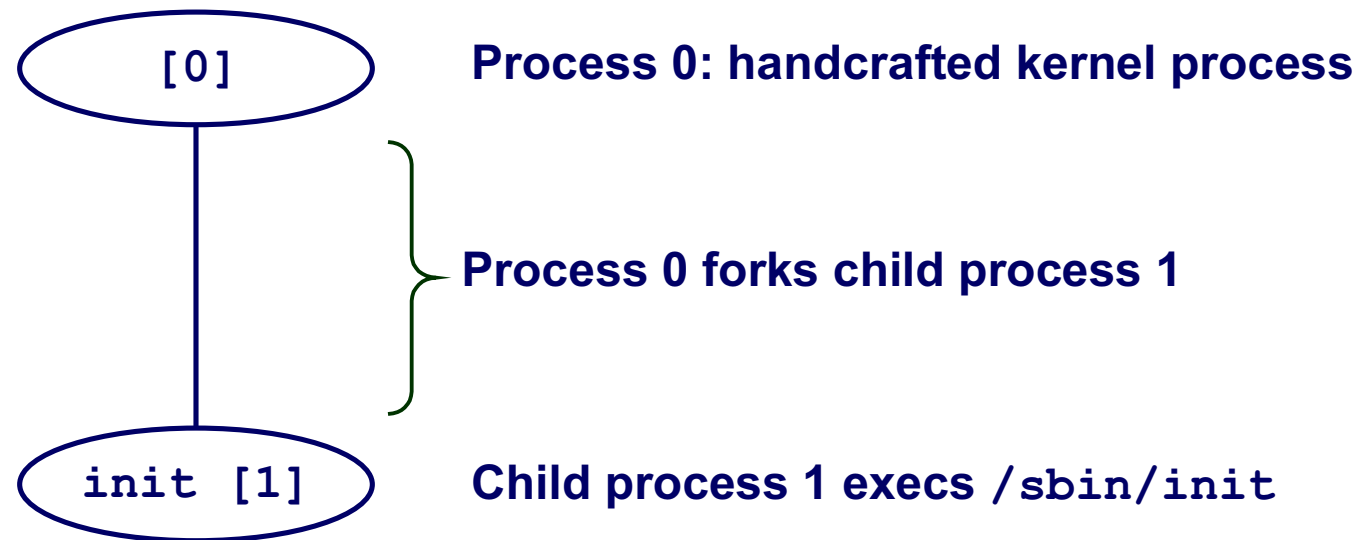 [0]
Process 0: handcrafted kernel process
Process 0 forks child process 1
init [1]
Child process 1 execs /sbin/init